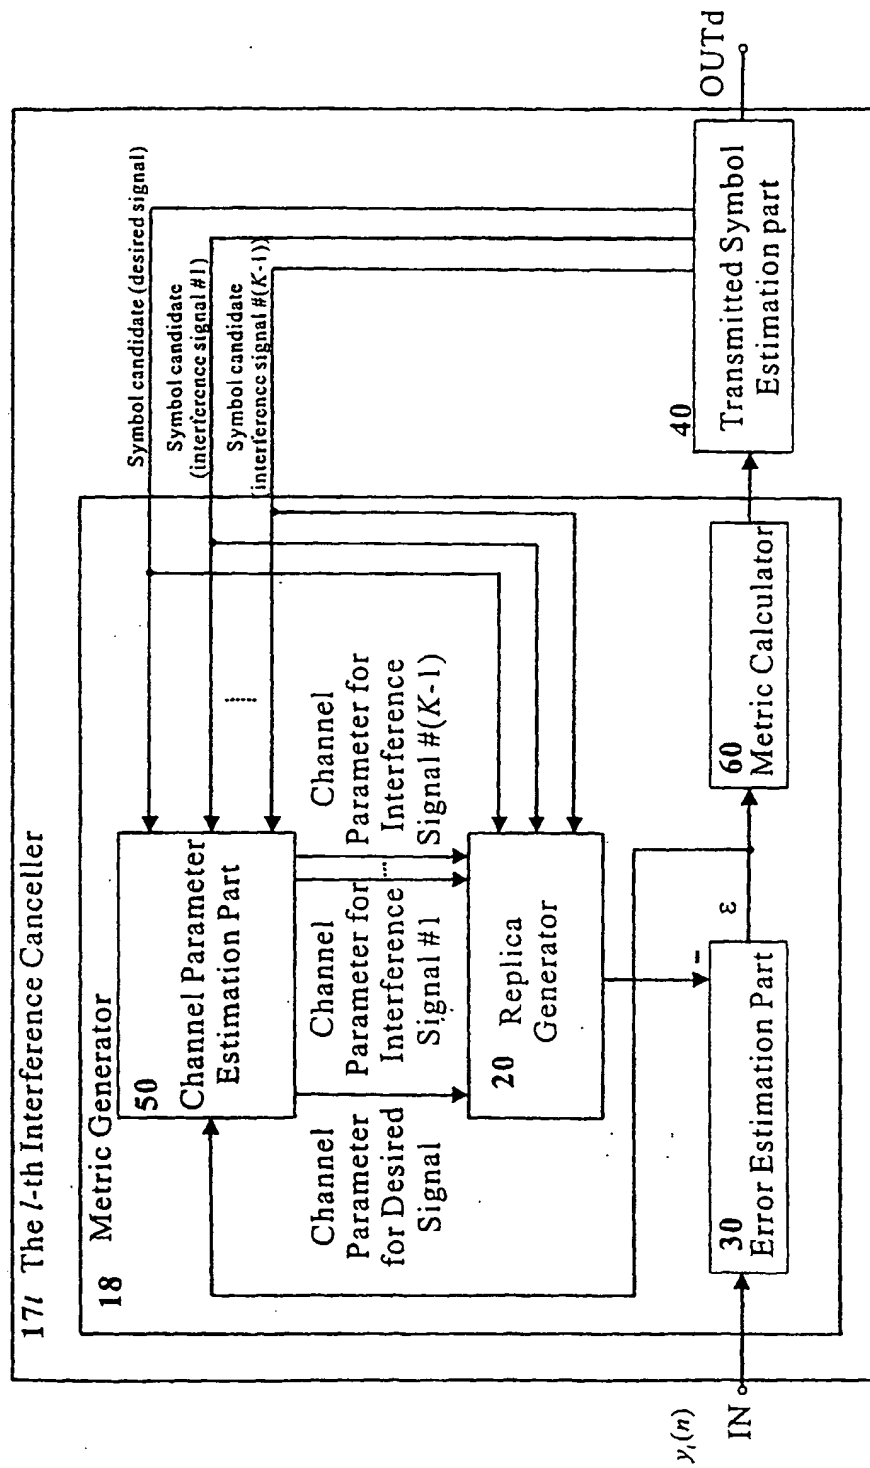 17l The l-th Interference Canceller
18 Metric Generator
50
Channel Parameter
Estimation Part
Symbol candidate (desired signal)
Symbol candidate
(interference signal #1)
Symbol candidate
(interference signal #(K-1))
Channel
Parameter
for Desired
Signal
Channel
Parameter for
Interference
Signal #1
Channel
Parameter for
Interference
Signal #(K-1)
20 Replica
Generator
-
ε
30
Error Estimation Part
60
Metric Calculator
40
Transmitted Symbol
Estimation part
yl(n)
IN
OUTd